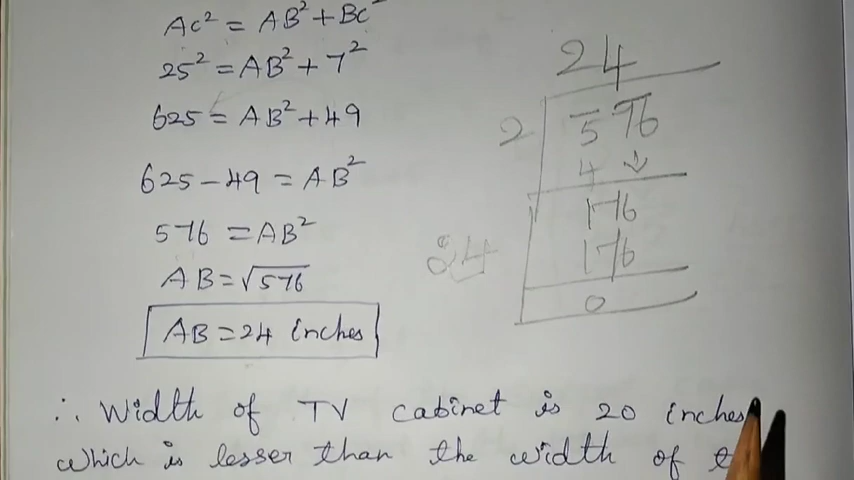 AC² = AB² + BC²
25² = AB² + 7²
625 = AB² + 49
625 - 49 = AB²
576 = AB²
AB = √576
AB = 24 inches
24
2 576
4 ↓
176
176
0
∴ Width of TV cabinet is 20 inches
which is lesser than the width of